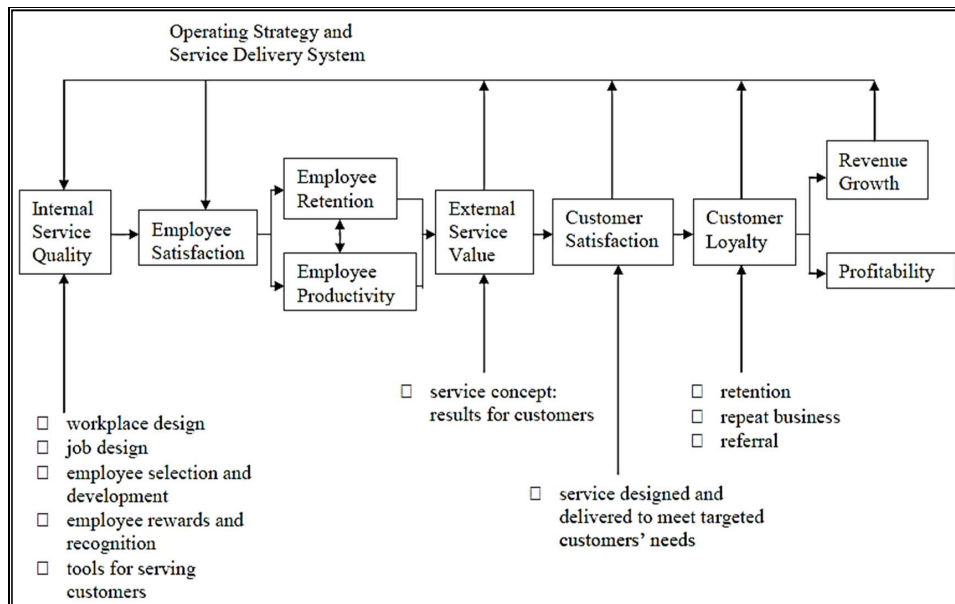 Operating Strategy and
Service Delivery System
Internal
Service
Quality
Employee
Satisfaction
Employee
Retention
Employee
Productivity
External
Service
Value
Customer
Satisfaction
Customer
Loyalty
Revenue
Growth
Profitability
□ workplace design
□ job design
□ employee selection and
development
□ employee rewards and
recognition
□ tools for serving
customers
□ service concept:
results for customers
□ service designed and
delivered to meet targeted
customers’ needs
□ retention
□ repeat business
□ referral